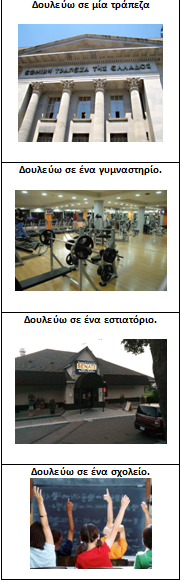 Δουλεύω σε μία τράπεζα
ΕΘΝΙΚΗ ΤΡΑΠΕΖΑ ΤΗΣ ΕΛΛΑΔΟΣ
Δουλεύω σε ένα γυμναστηρίο.
Δουλεύω σε ένα εστιατόριο.
Δουλεύω σε ένα σχολείο.